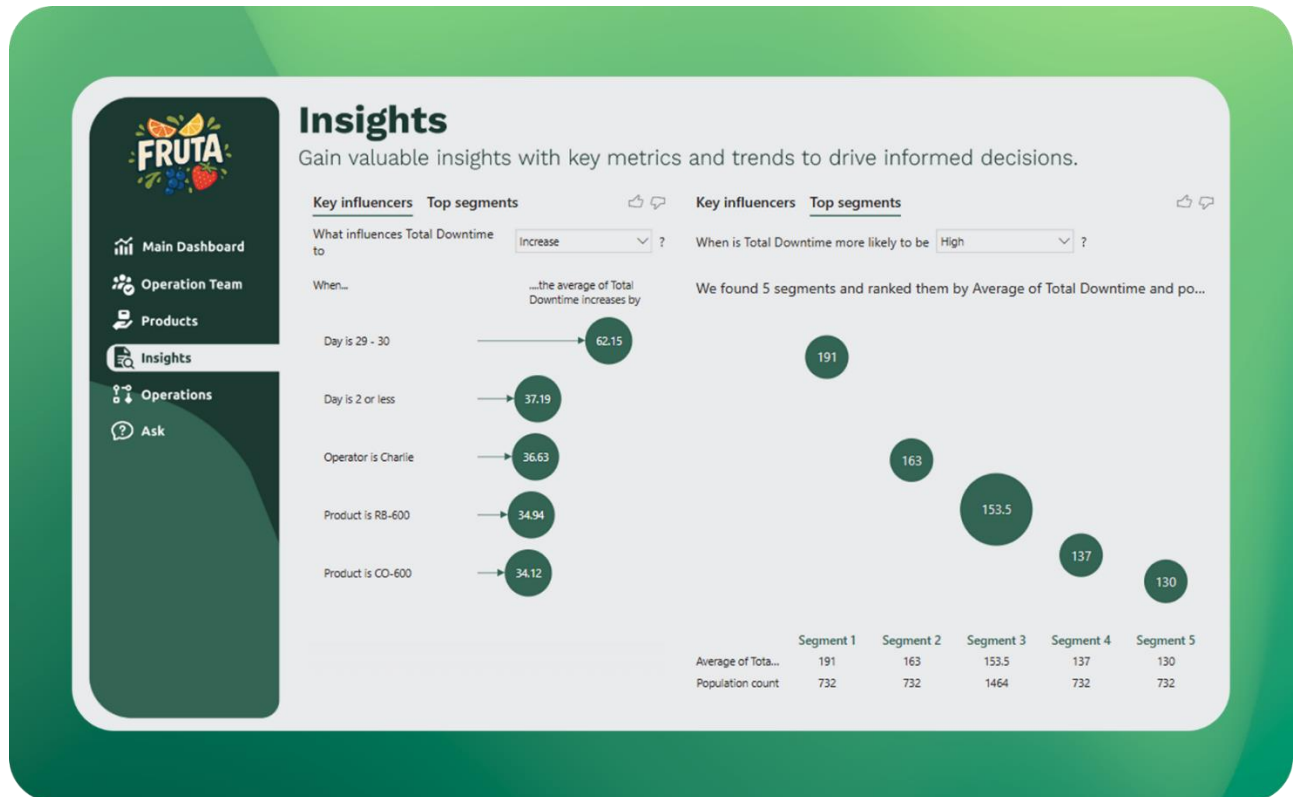 FRUTA
Main Dashboard
Operation Team
Products
Insights
Operations
Ask
Insights
Gain valuable insights with key metrics and trends to drive informed decisions.
Key influencers Top segments
What influences Total Downtime
to
Increase ?
When...
....the average of Total
Downtime increases by
Day is 29 - 30
62.15
Day is 2 or less
37.19
Operator is Charlie
36.63
Product is RB-600
34.94
Product is CO-600
34.12
Key influencers Top segments
When is Total Downtime more likely to be High ?
We found 5 segments and ranked them by Average of Total Downtime and po...
191
163
153.5
137
130
Segment 1 Segment 2 Segment 3 Segment 4 Segment 5
Average of Tota... 191 163 153.5 137 130
Population count 732 732 1464 732 732